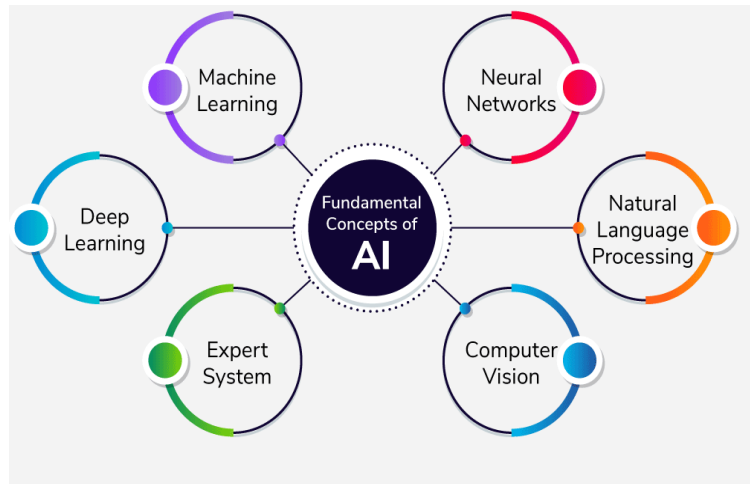 Machine
Learning
Neural
Networks
Deep
Learning
Fundamental
Concepts of
AI
Natural
Language
Processing
Expert
System
Computer
Vision